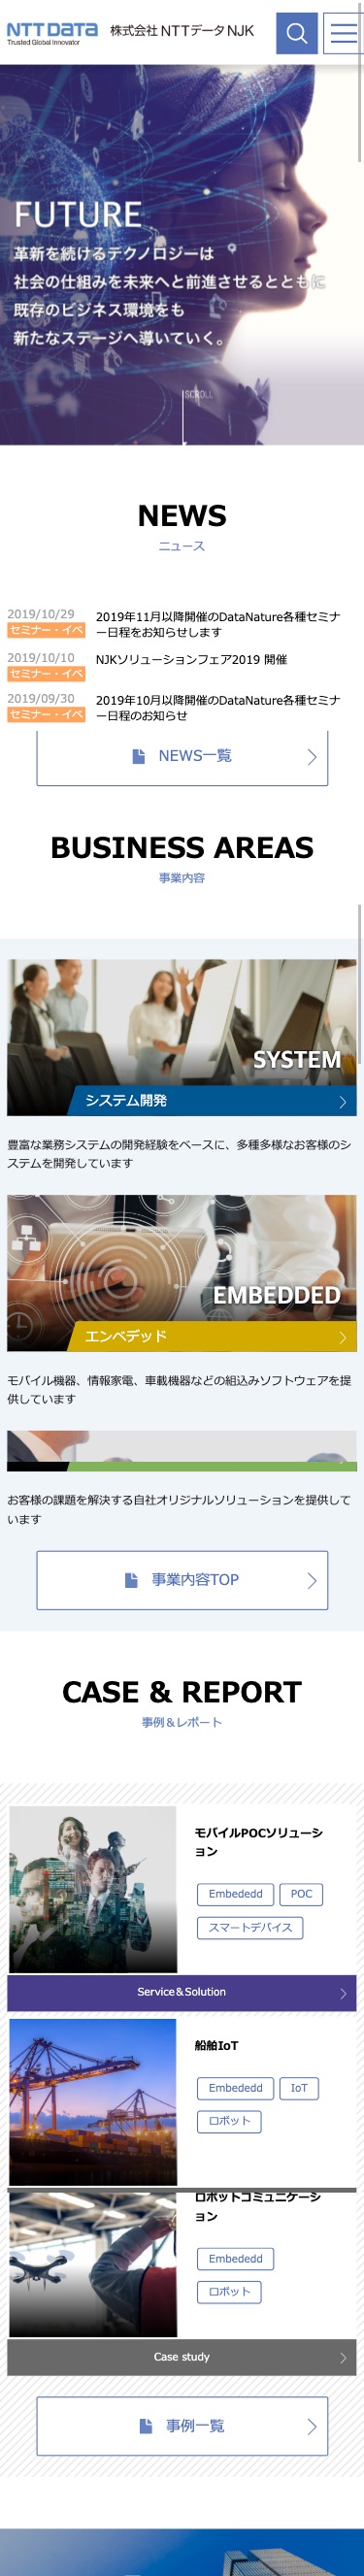 NTT DATA
Trusted Global Innovator
株式会社 NTTデータ NJK
FUTURE
革新を続けるテクノロジーは
社会の仕組みを未来へと前進させるとともに
既存のビジネス環境をも
新たなステージへ導いていく。
SCROLL
NEWS
ニュース
2019/10/29
セミナー・イベ
2019年11月以降開催のDataNature各種セミナ
ー日程をお知らせします
2019/10/10
セミナー・イベ
NJKソリューションフェア2019 開催
2019/09/30
セミナー・イベ
2019年10月以降開催のDataNature各種セミナ
ー日程のお知らせ
NEWS一覧
BUSINESS AREAS
事業内容
SYSTEM
システム開発
豊富な業務システムの開発経験をベースに、多種多様なお客様のシ
ステムを開発しています
EMBEDDED
エンベデッド
モバイル機器、情報家電、車載機器などの組込みソフトウェアを提
供しています
お客様の課題を解決する自社オリジナルソリューションを提供して
います
事業内容TOP
CASE & REPORT
事例＆レポート
モバイルPOCソリューシ
ョン
Embededd
POC
スマートデバイス
Service＆Solution
船舶IoT
Embededd
IoT
ロボット
ロボットコミュニケーシ
ョン
Embededd
ロボット
Case study
事例一覧